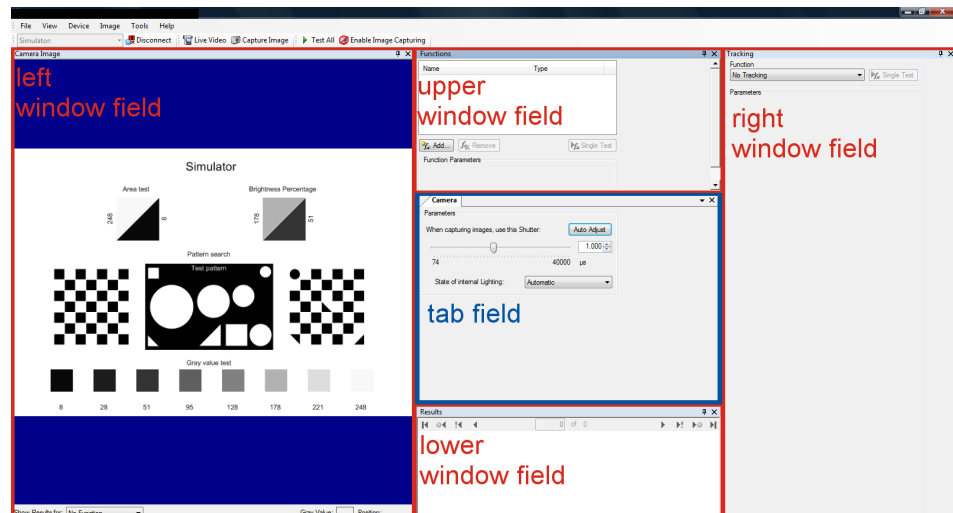 File View Device Image Tools Help
Simulator: Disconnect Live Video Capture Image Test All Enable Image Capturing
Camera Image
left
window field
Simulator
Area test
248
8
Brightness Percentage
178
51
Pattern search
Test pattern
Gray value test
8 28 51 95 128 178 221 248
Show Results for: No Function Gray Value: Position:
Functions
Name Type
upper
window field
Add... Remove Single Test
Function Parameters
Camera
Parameters
When capturing images, use this Shutter: Auto Adjust
1.000
74 40000 µs
State of internal Lighting: Automatic
tab field
Results
0 of 0
lower
window field
Tracking
Function
No Tracking Single Test
Parameters
right
window field